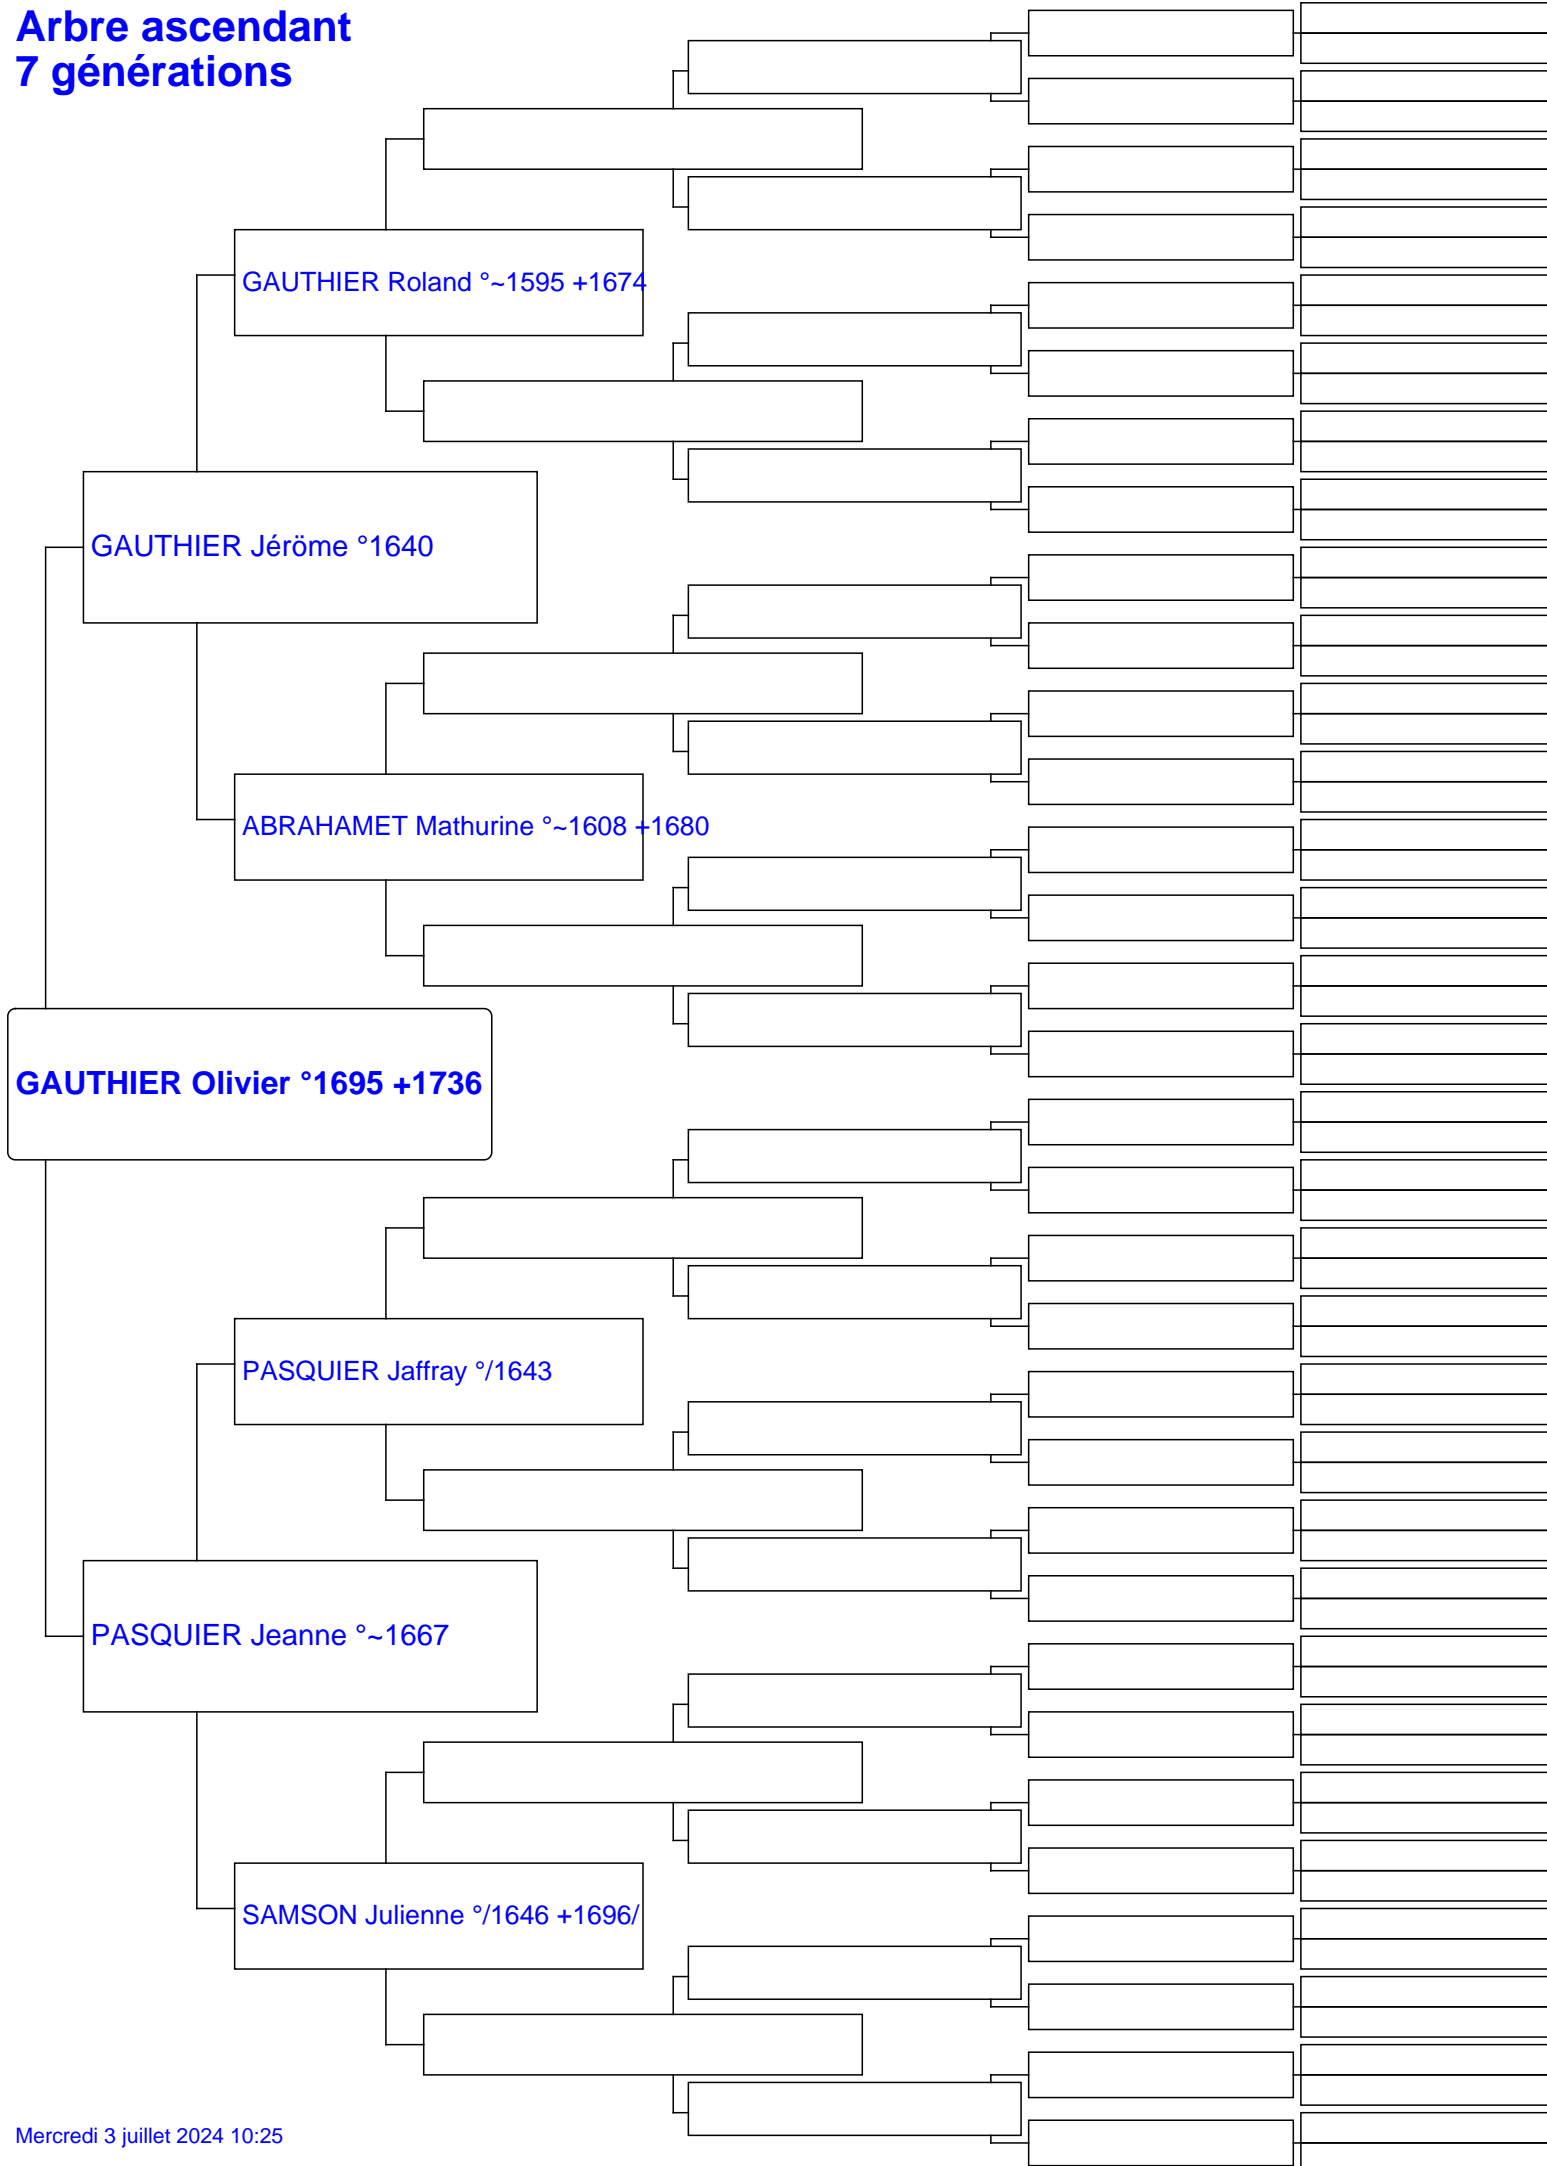 Arbre ascendant
7 générations
GAUTHIER Roland °~1595 +1674
GAUTHIER Jéröme °1640
ABRAHAMET Mathurine °~1608 +1680
GAUTHIER Olivier °1695 +1736
PASQUIER Jaffray °/1643
PASQUIER Jeanne °~1667
SAMSON Julienne °/1646 +1696/
Mercredi 3 juillet 2024 10:25